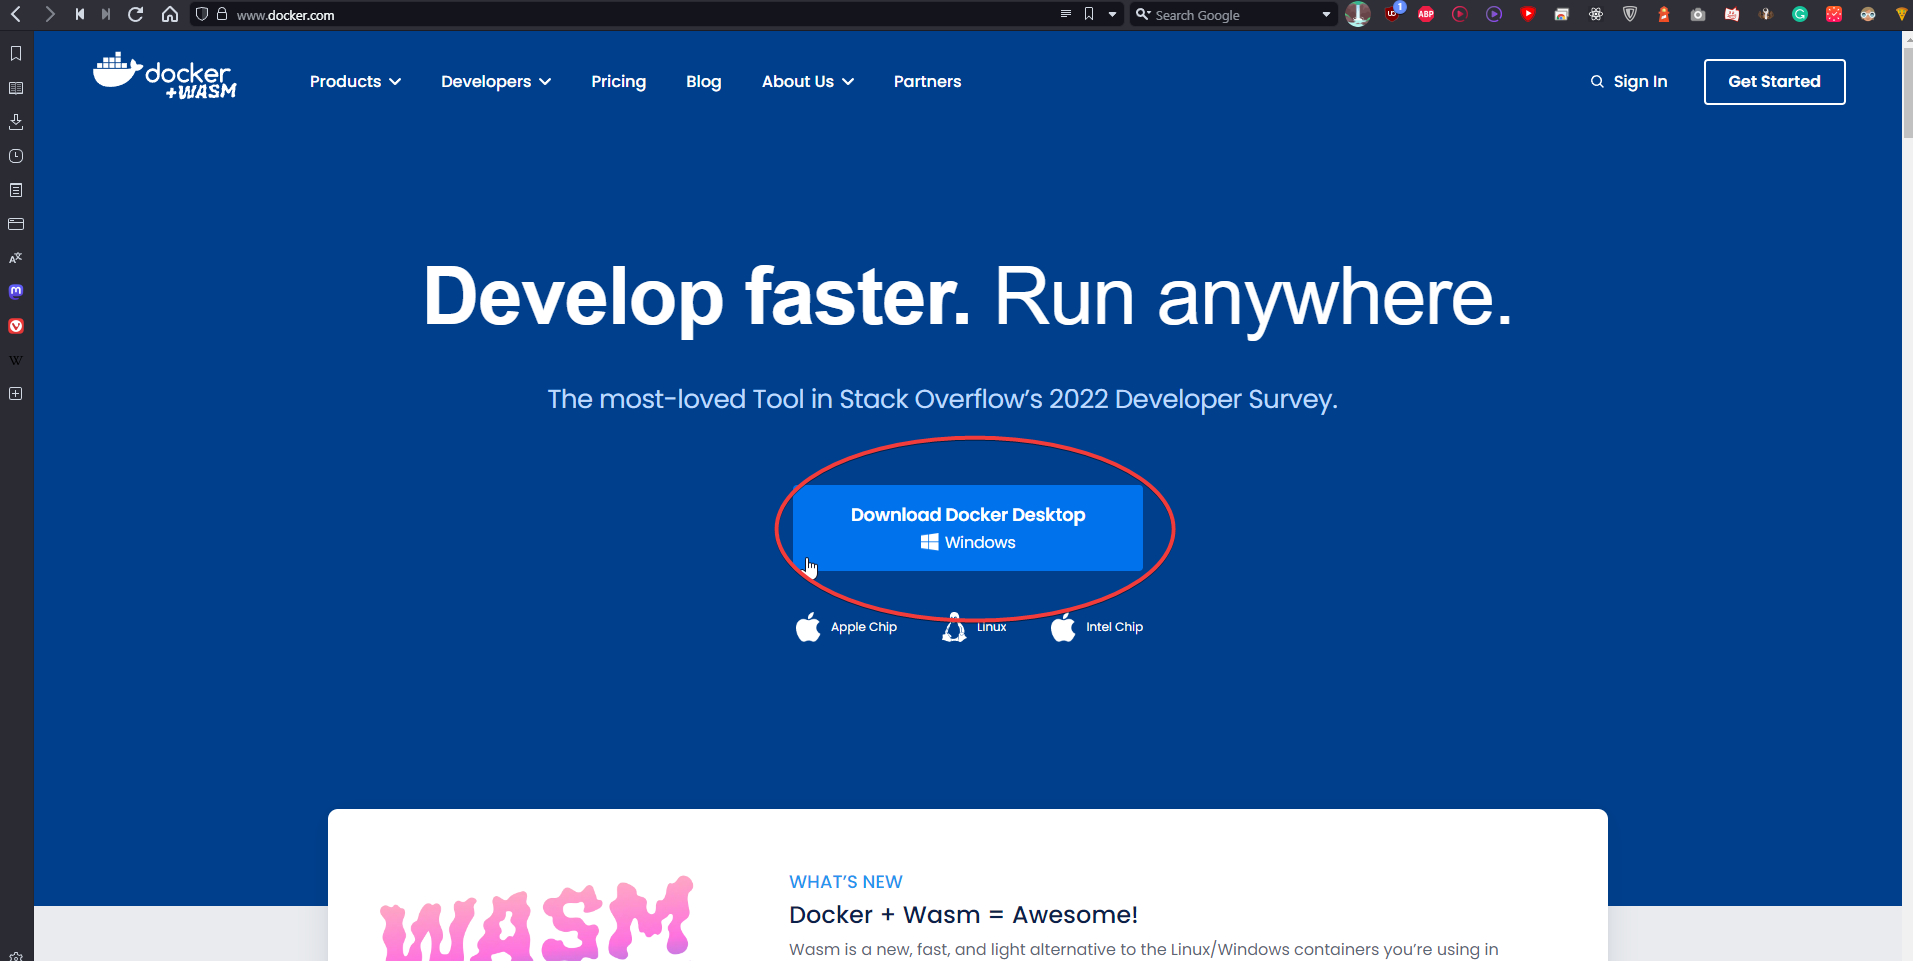 www.docker.com
Search Google
1
ABP
docker
+WASM
Products
Developers
Pricing
Blog
About Us
Partners
Sign In
Get Started
Develop faster. Run anywhere.
The most-loved Tool in Stack Overflow's 2022 Developer Survey.
Download Docker Desktop
Windows
Apple Chip
Linux
Intel Chip
WASM
WHAT'S NEW
Docker + Wasm = Awesome!
Wasm is a new, fast, and light alternative to the Linux/Windows containers you're using in